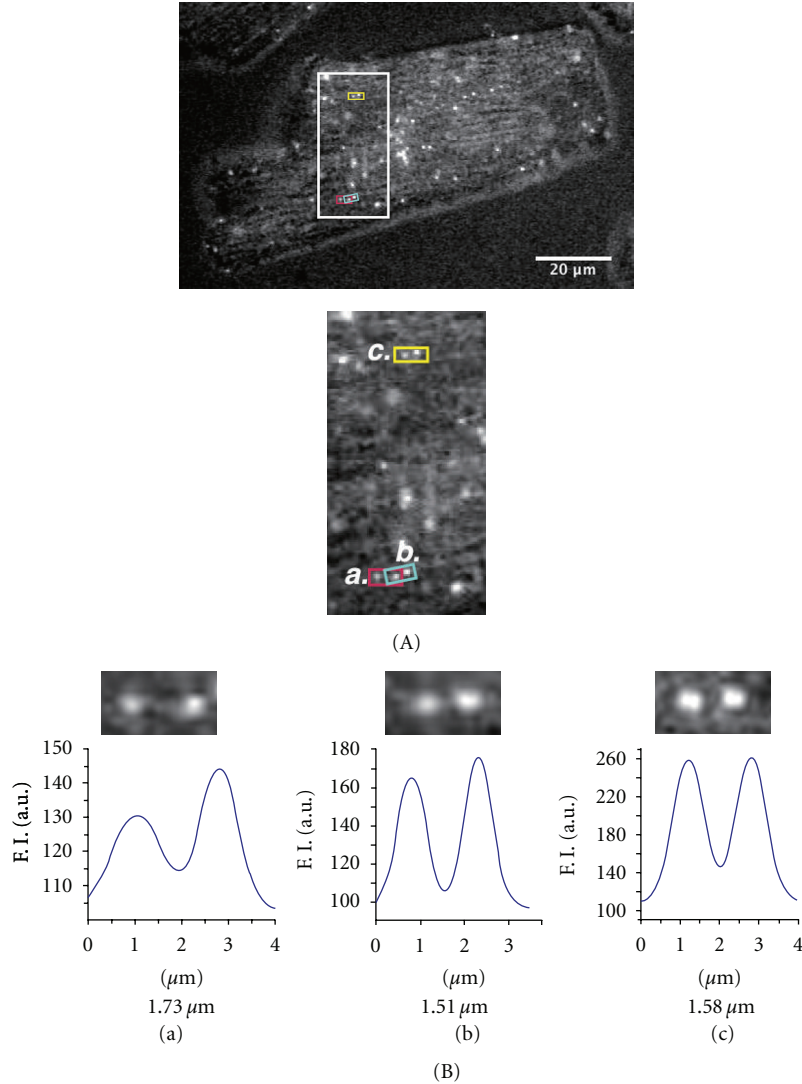 20 µm
c.
b.
a.
(A)
150
130
120
110
F. I. (a.u.)
0 1 2 3 4
(µm)
1.73 µm
(a)
180
160
140
120
100
F. I. (a.u.)
0 1 2 3
(µm)
1.51 µm
(b)
260
220
180
140
100
F. I. (a.u.)
0 1 2 3 4
(µm)
1.58 µm
(c)
(B)